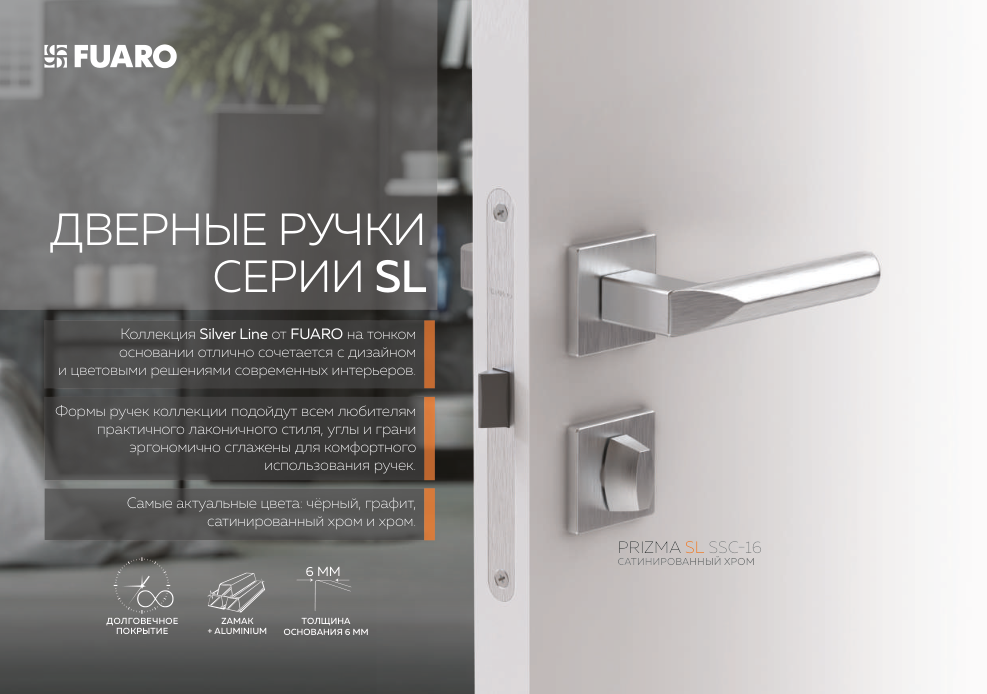 FUARO
ДВЕРНЫЕ РУЧКИ
СЕРИИ SL
Коллекция Silver Line от FUARO на тонком
основании отлично сочетается с дизайном
и цветовыми решениями современных интерьеров.
Формы ручек коллекции подойдут всем любителям
практичного лаконичного стиля, углы и грани
эргономично сглажены для комфортного
использования ручек.
Самые актуальные цвета: чёрный, графит,
сатинированный хром и хром.
ДОЛГОВЕЧНОЕ
ПОКРЫТИЕ
ZAMAK
+ ALUMINIUM
6 ММ
ТОЛЩИНА
ОСНОВАНИЯ 6 ММ
PRIZMA SL SSC-16
САТИНИРОВАННЫЙ ХРОМ